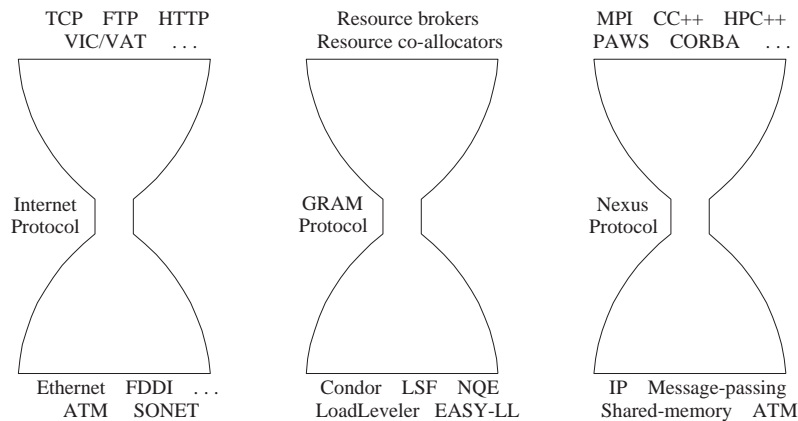 TCP FTP HTTP
VIC/VAT . . .
Internet
Protocol
Ethernet FDDI . . .
ATM SONET
Resource brokers
Resource co-allocators
GRAM
Protocol
Condor LSF NQE
LoadLeveler EASY-LL
MPI CC++ HPC++
PAWS CORBA . . .
Nexus
Protocol
IP Message-passing
Shared-memory ATM